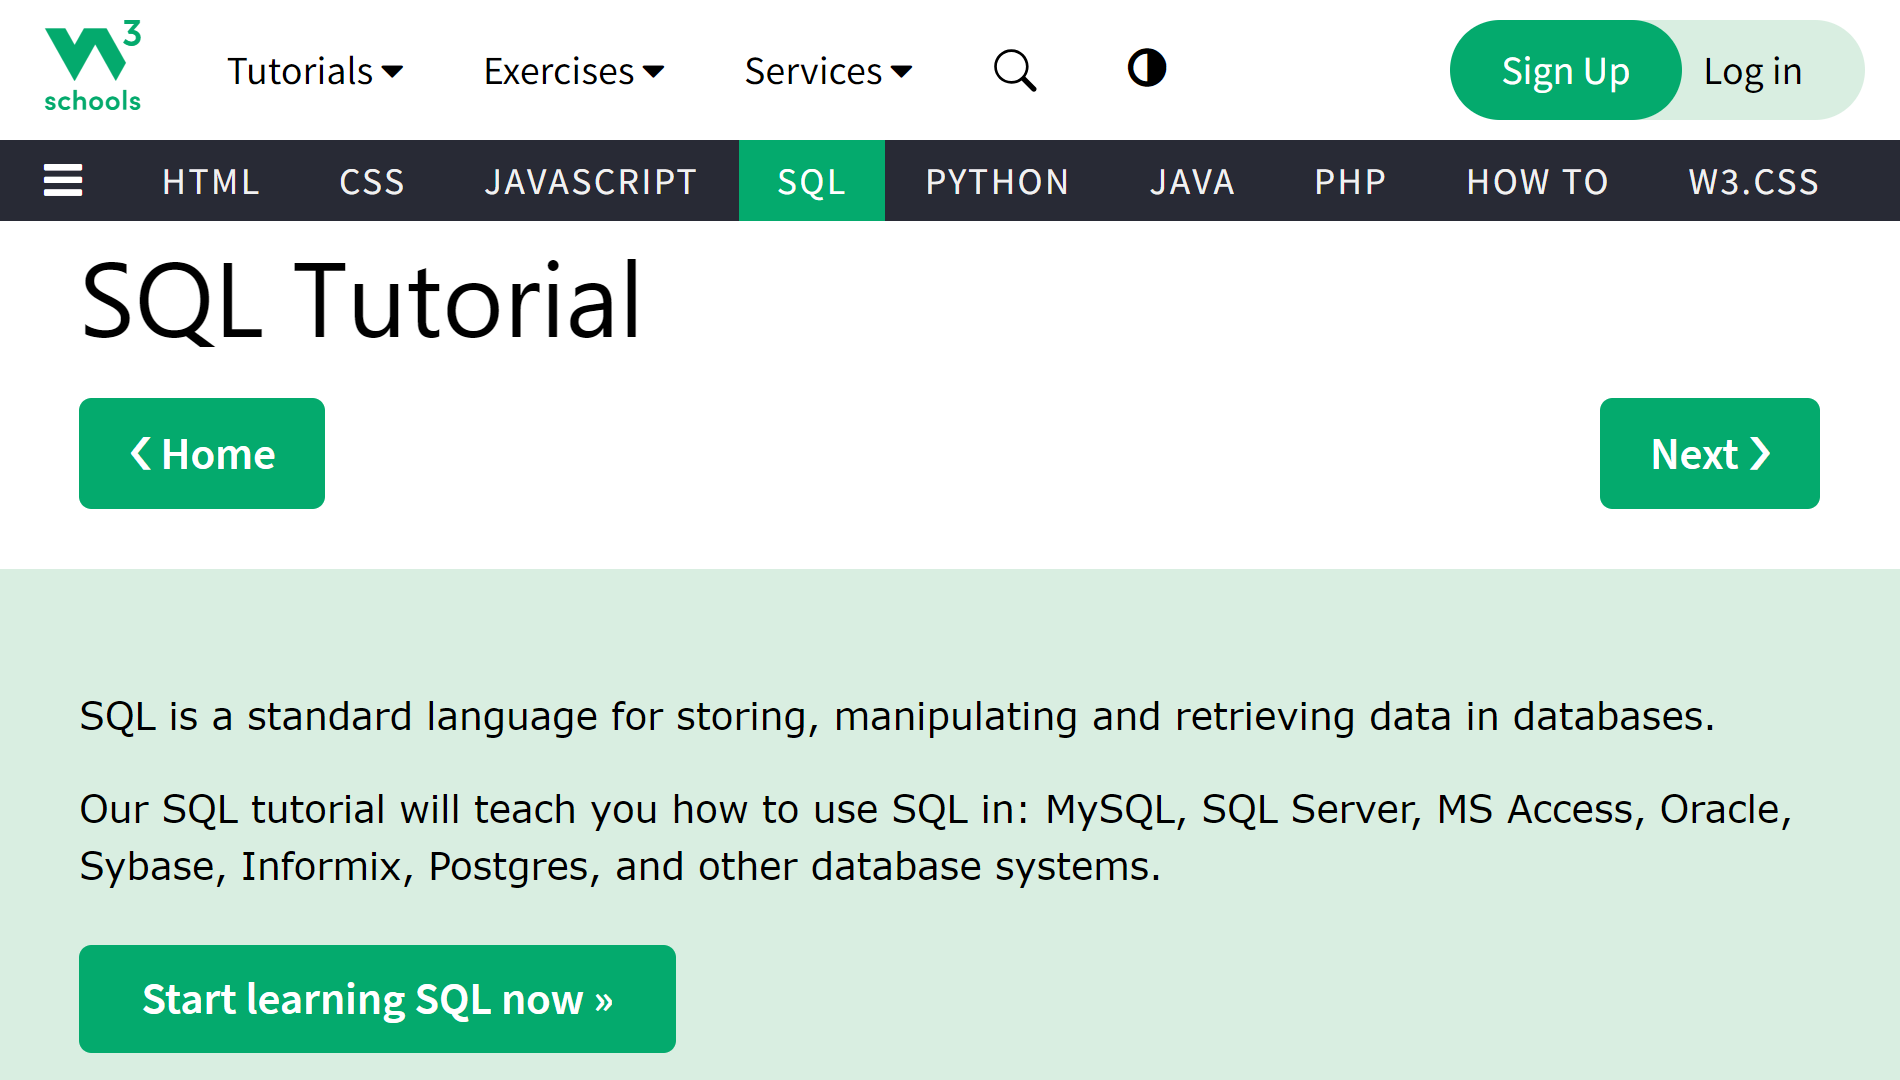 W3 schools
Tutorials Exercises Services Sign Up Log in
HTML CSS JAVASCRIPT SQL PYTHON JAVA PHP HOW TO W3.CSS
SQL Tutorial
❮ Home Next ❯
SQL is a standard language for storing, manipulating and retrieving data in databases.
Our SQL tutorial will teach you how to use SQL in: MySQL, SQL Server, MS Access, Oracle,
Sybase, Informix, Postgres, and other database systems.
Start learning SQL now »